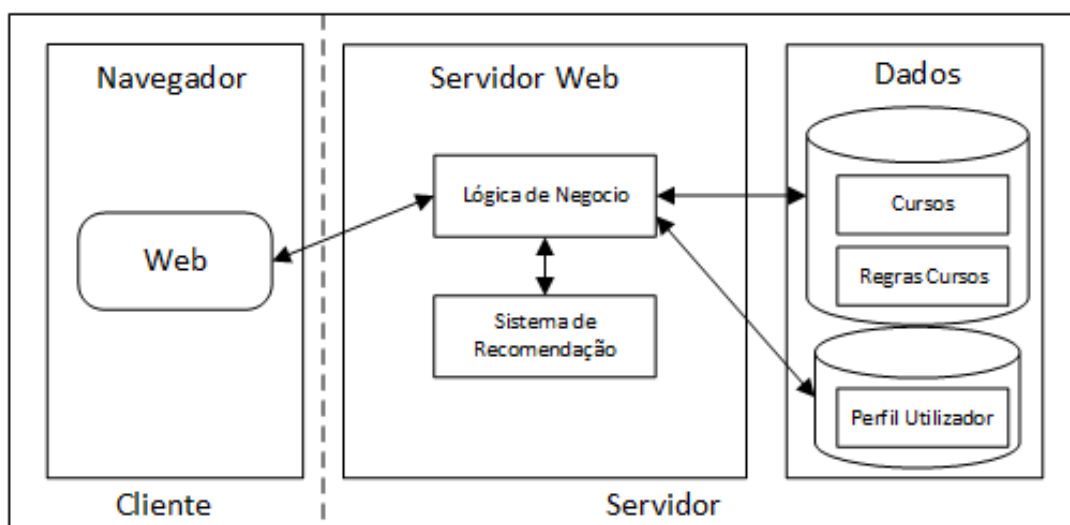 Navegador
Web
Cliente
Servidor Web
Lógica de Negocio
Sistema de
Recomendação
Dados
Cursos
Regras Cursos
Perfil Utilizador
Servidor